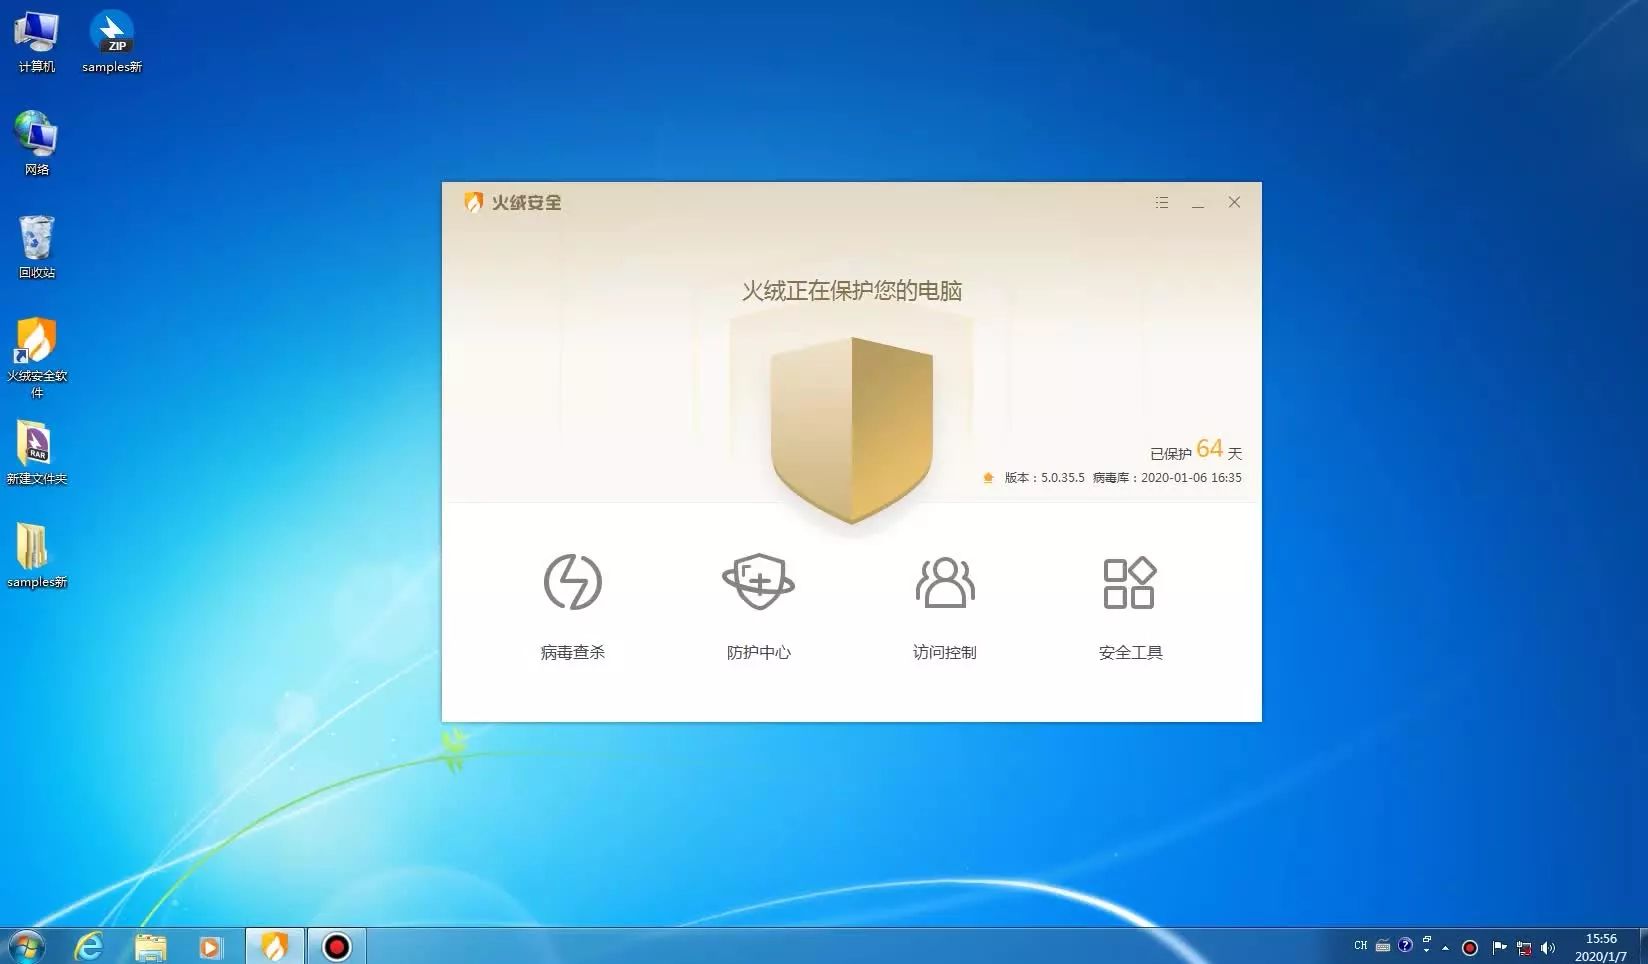 计算机
ZIP
samples新
网络
回收站
火绒安全软
件
RAR
新建文件夹
samples新
火绒安全
火绒正在保护您的电脑
已保护 64 天
版本：5.0.35.5 病毒库：2020-01-06 16:35
病毒查杀
防护中心
访问控制
安全工具
CH
15:56
2020/1/7